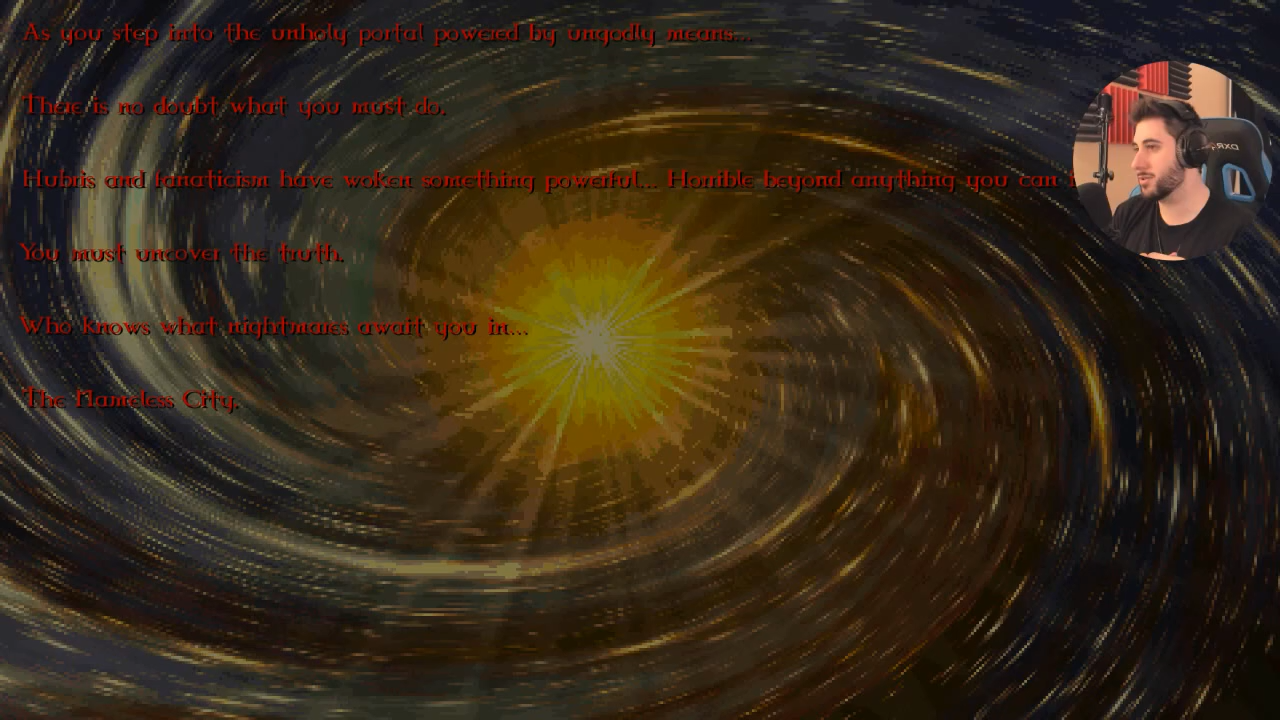 As you step into the unholy portal powered by ungodly means...
There is no doubt what you must do.
Hubris and fanaticism have woken something powerful... Horrible beyond anything you can
You must uncover the truth.
Who knows what nightmares await you in...
The Nameless City.
DXR